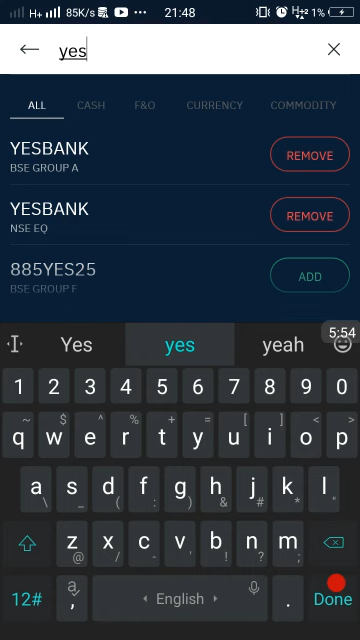 H+ 85K/s 21:48 H+ 1%
yes
ALL CASH F&O CURRENCY COMMODITY
YESBANK
BSE GROUP A
REMOVE
YESBANK
NSE EQ
REMOVE
885YES25
BSE GROUP F
ADD
5:54
Yes yes yeah
1 2 3 4 5 6 7 8 9 0
~ $ ^ % + = [ ] < >
q w e r t y u i o p
a s d f g h j k l
\ _ ( : ) & # * "
z x c v b n m
@ / - ' ! ? ;
12# a , English . Done